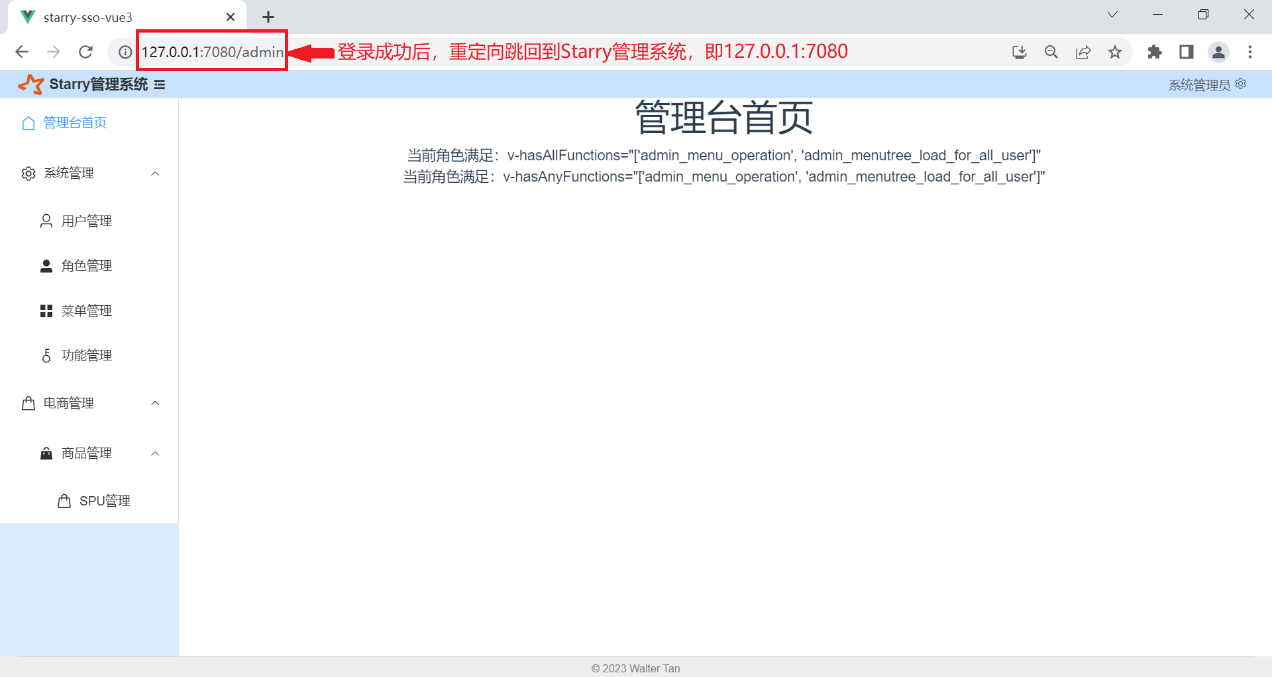 starry-sso-vue3
127.0.0.1:7080/admin
登录成功后，重定向跳回到Starry管理系统，即127.0.0.1:7080
Starry管理系统
系统管理员
管理台首页
系统管理
用户管理
角色管理
菜单管理
功能管理
电商管理
商品管理
SPU管理
管理台首页
当前角色满足：v-hasAllFunctions="['admin_menu_operation', 'admin_menutree_load_for_all_user']"
当前角色满足：v-hasAnyFunctions="['admin_menu_operation', 'admin_menutree_load_for_all_user']"
© 2023 Walter Tan